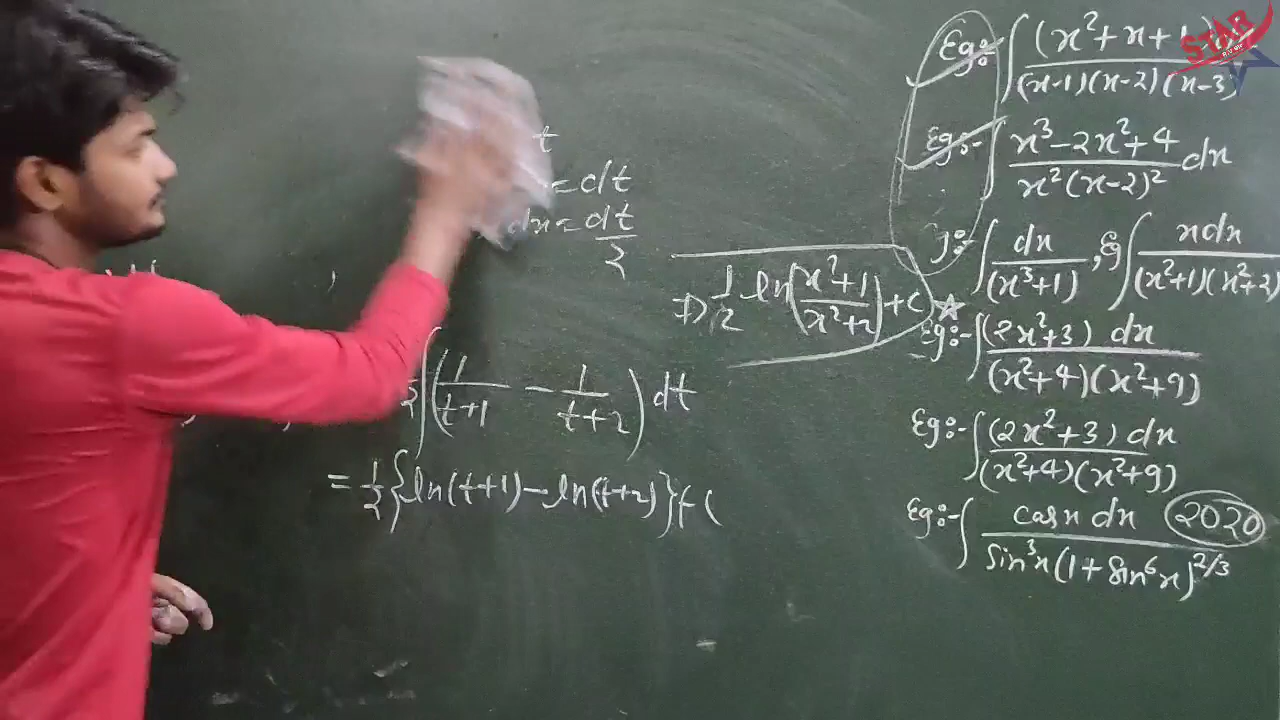 t
= dt
dx = dt/2
1/2 ∫(1/(t+1) - 1/(t+2)) dt
= 1/2 {ln(t+1) - ln(t+2)} + C
⇒ 1/2 ln((x²+1)/(x²+2)) + C
STAR
Eg:- ∫ (x²+x+1)dx / (x-1)(x-2)(x-3)
Eg:- ∫ (x³-2x²+4) / x²(x-2)² dx
g:- ∫ dx/(x³+1), & ∫ xdx / (x²+1)(x²+2)
☆ Eg:- ∫ (2x²+3) dx / (x²+4)(x²+9)
Eg:- ∫ (2x²+3) dx / (x²+4)(x²+9)
Eg:- ∫ cosx dx / sin³x(1+sin⁶x)^2/3 2020